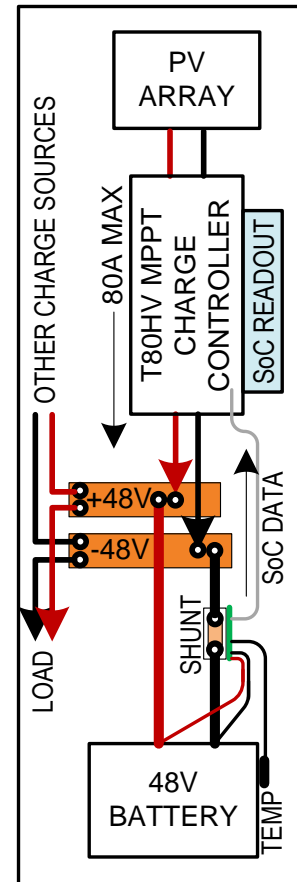 PV
ARRAY
OTHER CHARGE SOURCES
80A MAX
T80HV MPPT
CHARGE
CONTROLLER
SoC READOUT
+48V
-48V
SoC DATA
LOAD
SHUNT
48V
BATTERY
TEMP